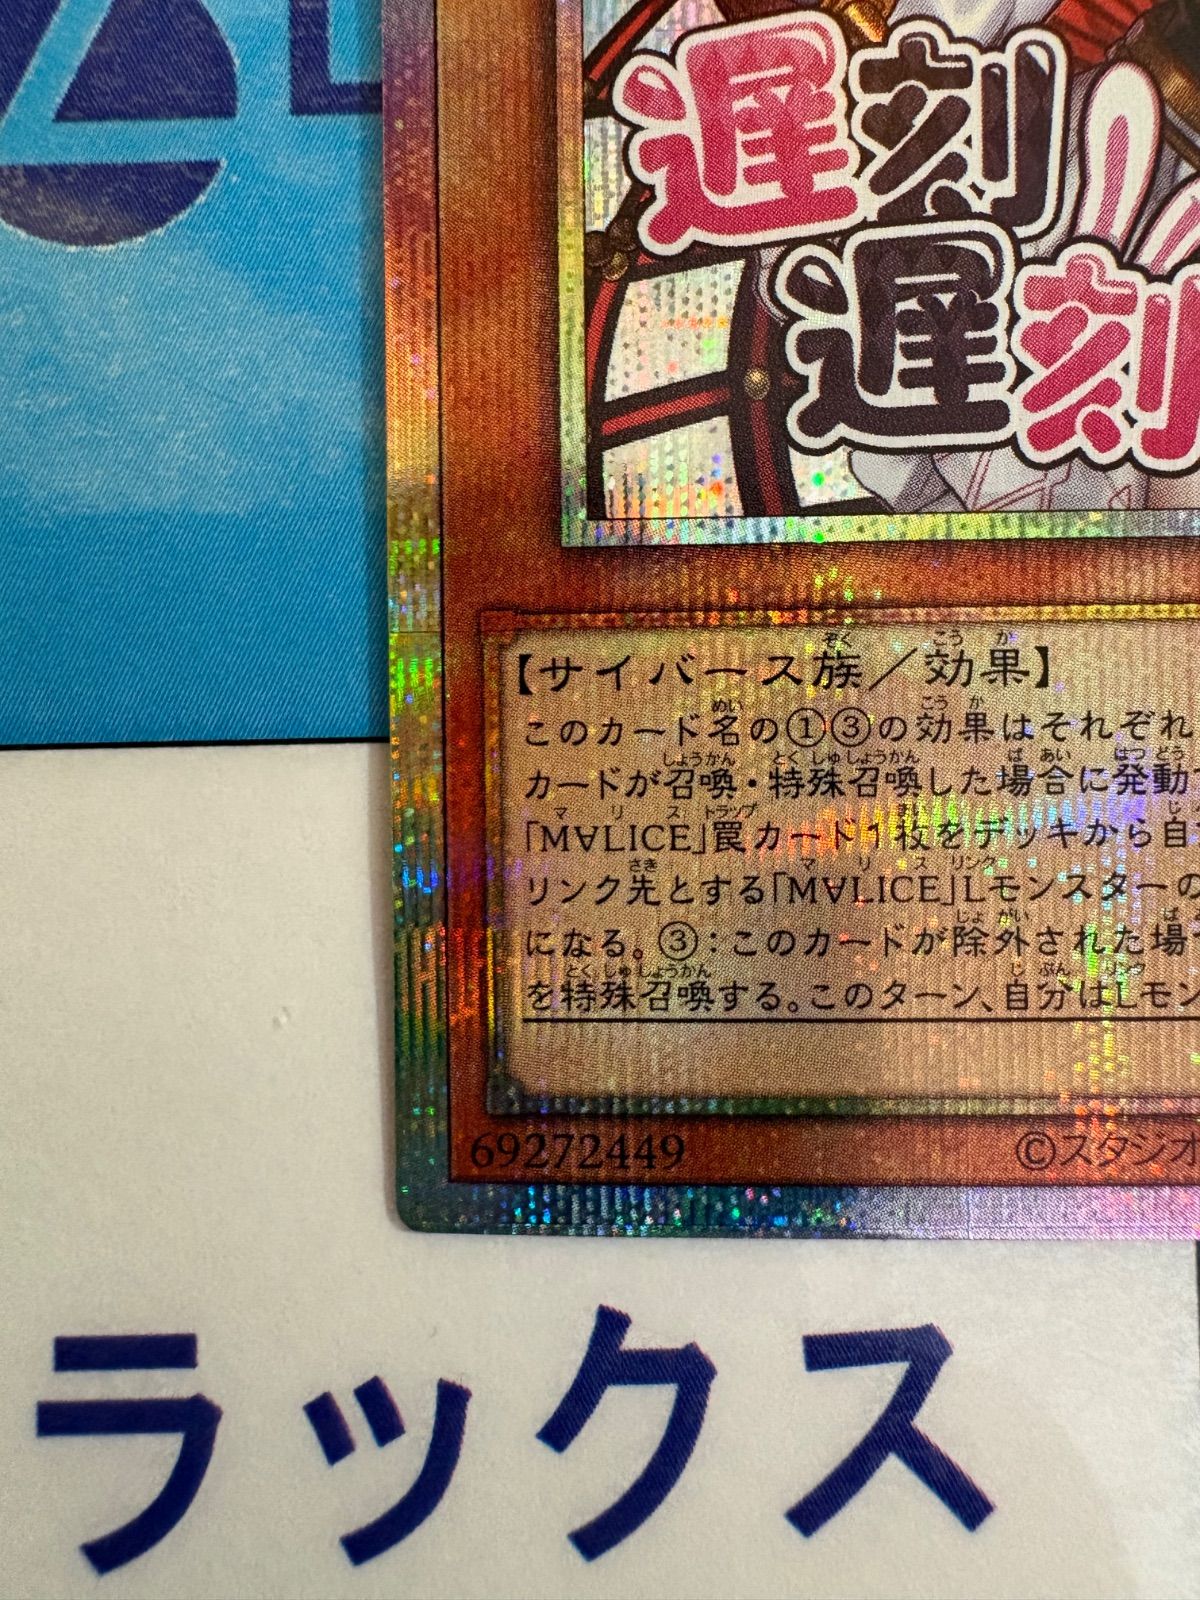 遅刻
遅刻
【サイバース族／効果】
このカード名の①③の効果はそれぞれ
カードが召喚・特殊召喚した場合に発動
「M∀LICE」罠カード１枚をデッキから自
リンク先とする「M∀LICE」Lモンスターの
になる。③：このカードが除外された場
を特殊召喚する。このターン、自分はLモン
69272449
©スタジオ
ラックス